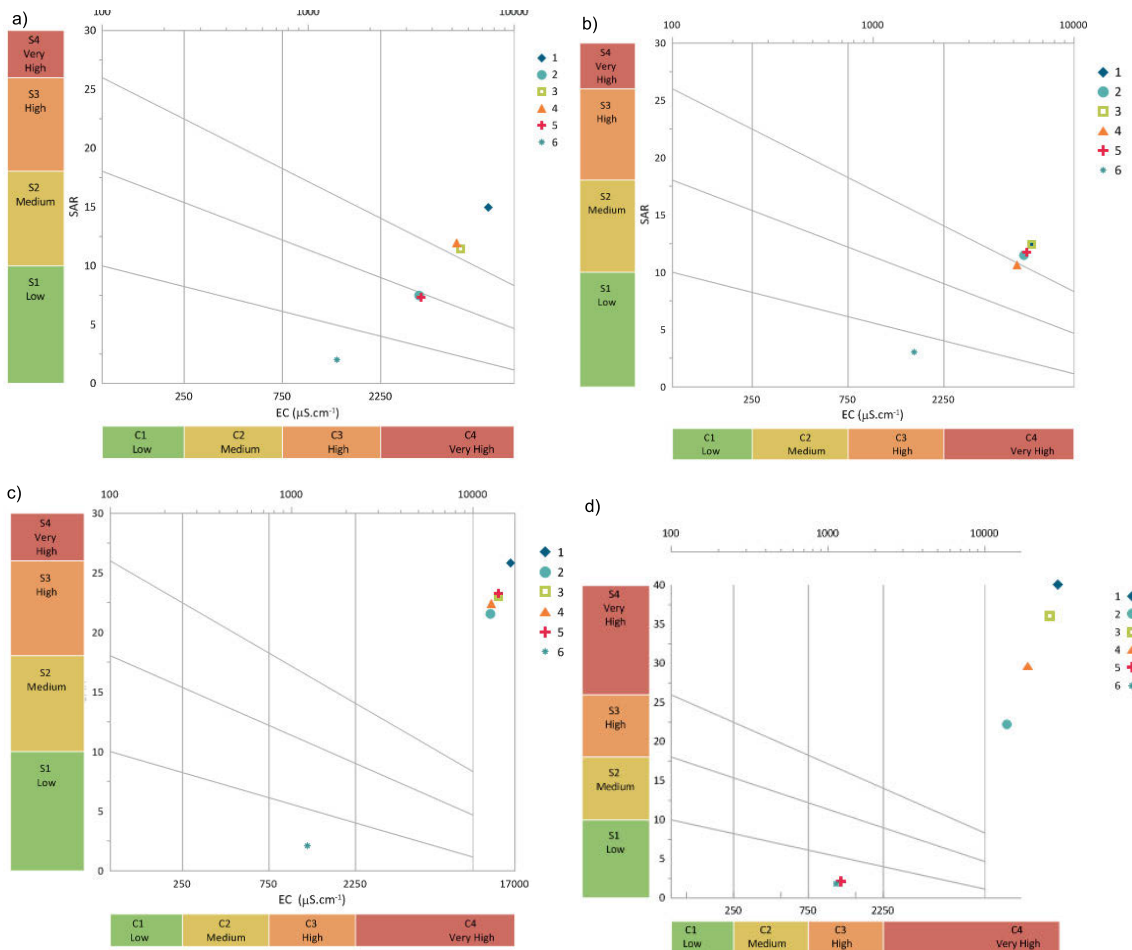 a)
100
1000
10000
30
25
20
15
10
5
0
SAR
S4
Very
High
S3
High
S2
Medium
S1
Low
250
750
2250
EC (µS.cm⁻¹)
C1
Low
C2
Medium
C3
High
C4
Very High
1
2
3
4
5
6
b)
100
1000
10000
30
25
20
15
10
5
0
SAR
S4
Very
High
S3
High
S2
Medium
S1
Low
250
750
2250
EC (µS.cm⁻¹)
C1
Low
C2
Medium
C3
High
C4
Very High
1
2
3
4
5
6
c)
100
1000
10000
30
25
20
15
10
5
0
S4
Very
High
S3
High
S2
Medium
S1
Low
250
750
2250
17000
EC (µS.cm⁻¹)
C1
Low
C2
Medium
C3
High
C4
Very High
1
2
3
4
5
6
d)
100
1000
10000
40
35
30
25
20
15
10
5
0
S4
Very
High
S3
High
S2
Medium
S1
Low
250
750
2250
C1
Low
C2
Medium
C3
High
C4
Very High
1
2
3
4
5
6